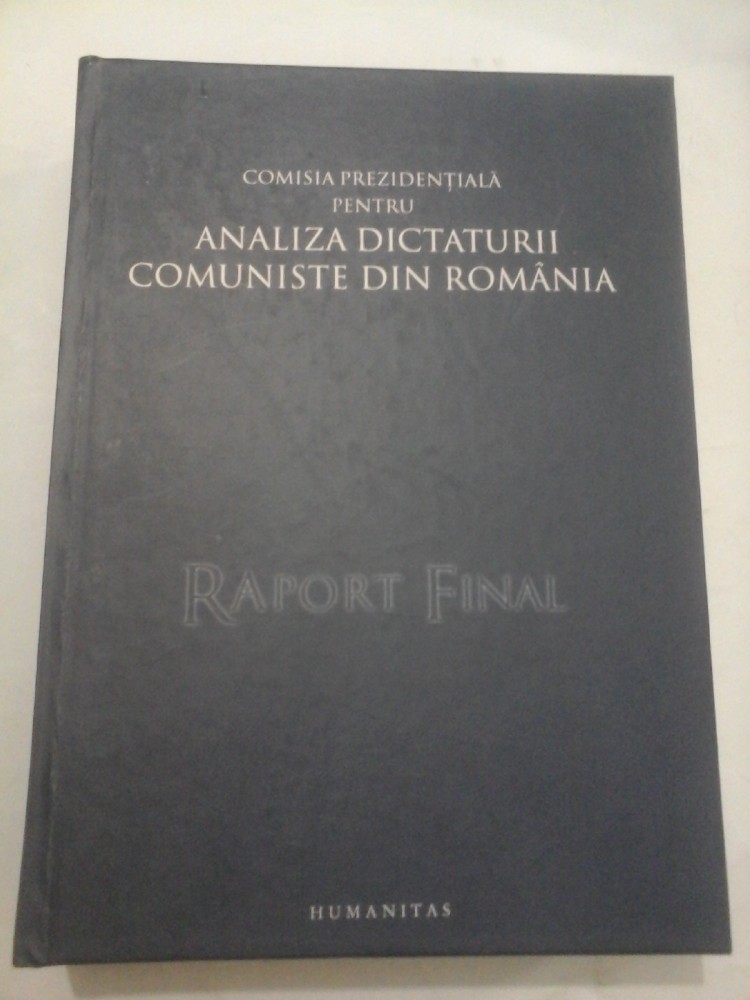 COMISIA PREZIDENȚIALĂ
PENTRU
ANALIZA DICTATURII
COMUNISTE DIN ROMÂNIA
RAPORT FINAL
HUMANITAS